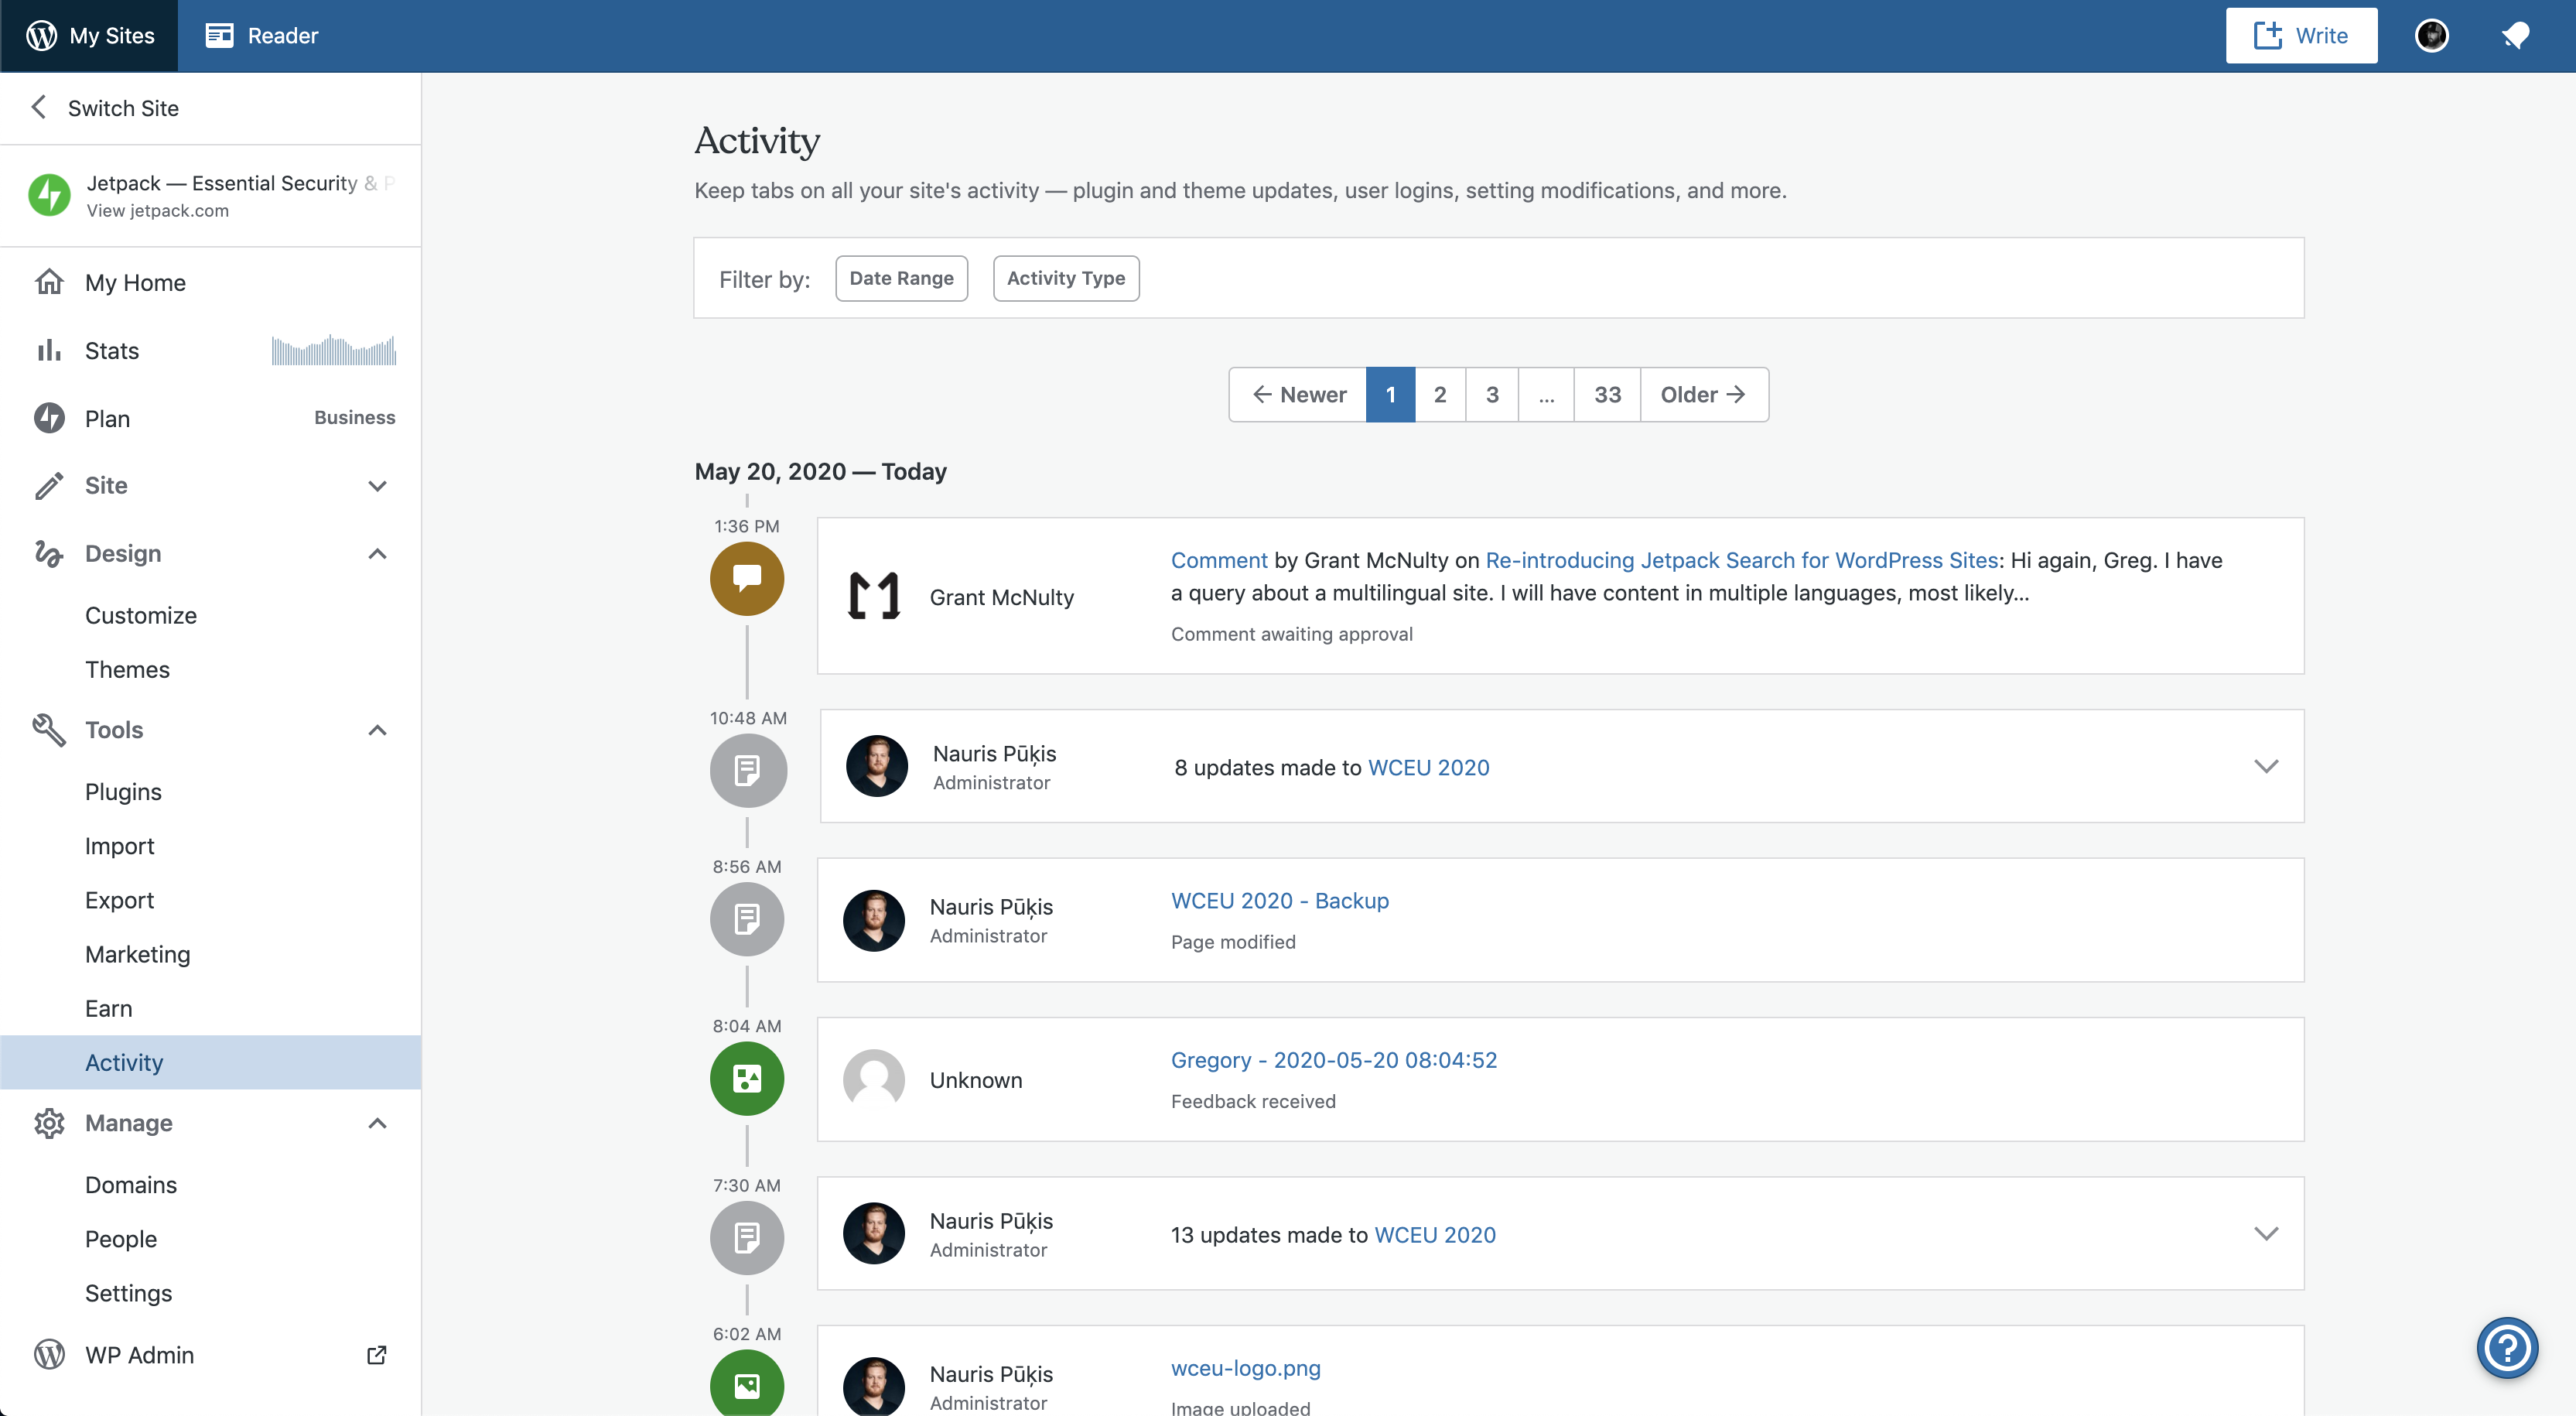 My Sites
Reader
Write
Switch Site
Jetpack — Essential Security & P
View jetpack.com
My Home
Stats
Plan
Business
Site
Design
Customize
Themes
Tools
Plugins
Import
Export
Marketing
Earn
Activity
Manage
Domains
People
Settings
WP Admin
Activity
Keep tabs on all your site's activity — plugin and theme updates, user logins, setting modifications, and more.
Filter by:
Date Range
Activity Type
← Newer
1
2
3
...
33
Older →
May 20, 2020 — Today
1:36 PM
Grant McNulty
Comment by Grant McNulty on Re-introducing Jetpack Search for WordPress Sites: Hi again, Greg. I have
a query about a multilingual site. I will have content in multiple languages, most likely...
Comment awaiting approval
10:48 AM
Nauris Pūķis
Administrator
8 updates made to WCEU 2020
8:56 AM
Nauris Pūķis
Administrator
WCEU 2020 - Backup
Page modified
8:04 AM
Unknown
Gregory - 2020-05-20 08:04:52
Feedback received
7:30 AM
Nauris Pūķis
Administrator
13 updates made to WCEU 2020
6:02 AM
Nauris Pūķis
Administrator
wceu-logo.png
Image uploaded